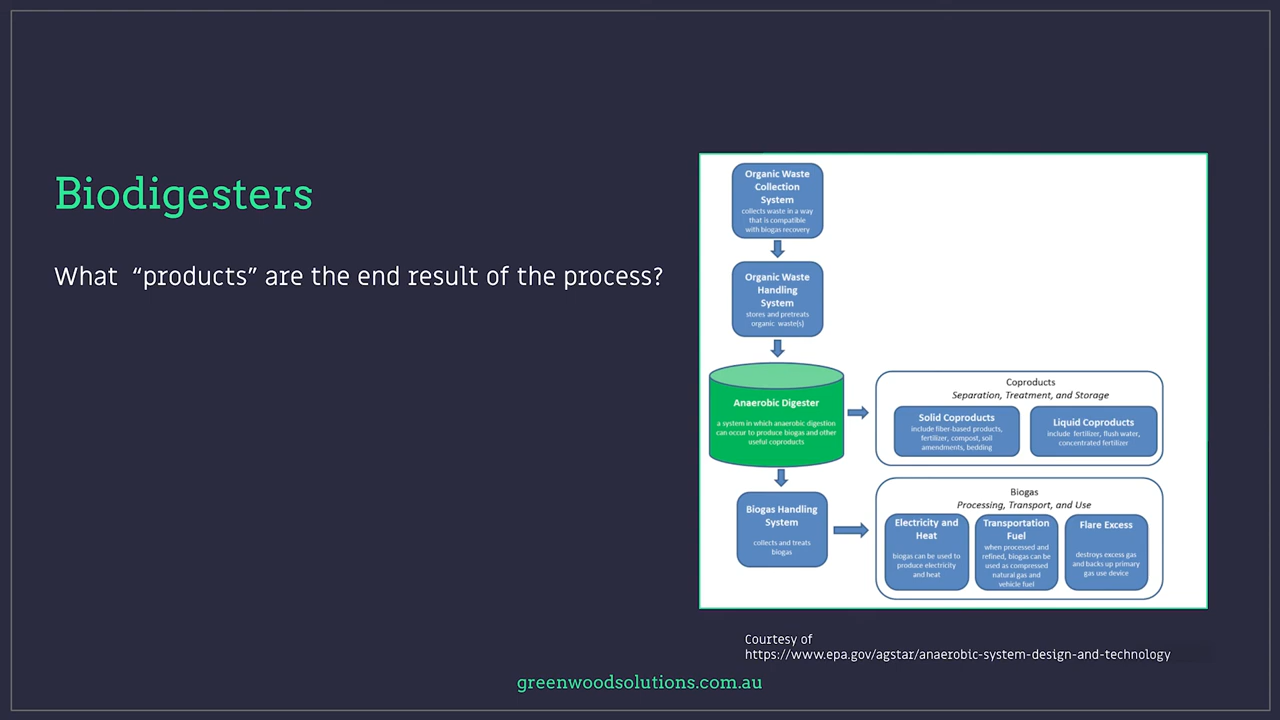 Biodigesters
What “products” are the end result of the process?
Organic Waste
Collection
System
collects waste in a way
that is compatible
with biogas recovery
Organic Waste
Handling
System
stores and pretreats
organic waste(s)
Anaerobic Digester
a system in which anaerobic digestion
can occur to produce biogas and other
useful coproducts
Coproducts
Separation, Treatment, and Storage
Solid Coproducts
include fiber-based products,
fertilizer, compost, soil
amendments, bedding
Liquid Coproducts
include fertilizer, flush water,
concentrated fertilizer
Biogas Handling
System
collects and treats
biogas
Biogas
Processing, Transport, and Use
Electricity and
Heat
biogas can be used to
produce electricity
and heat
Transportation
Fuel
when processed and
refined, biogas can be
used as compressed
natural gas and
vehicle fuel
Flare Excess
destroys excess gas
and backs up primary
gas use device
Courtesy of
https://www.epa.gov/agstar/anaerobic-system-design-and-technology
greenwoodsolutions.com.au